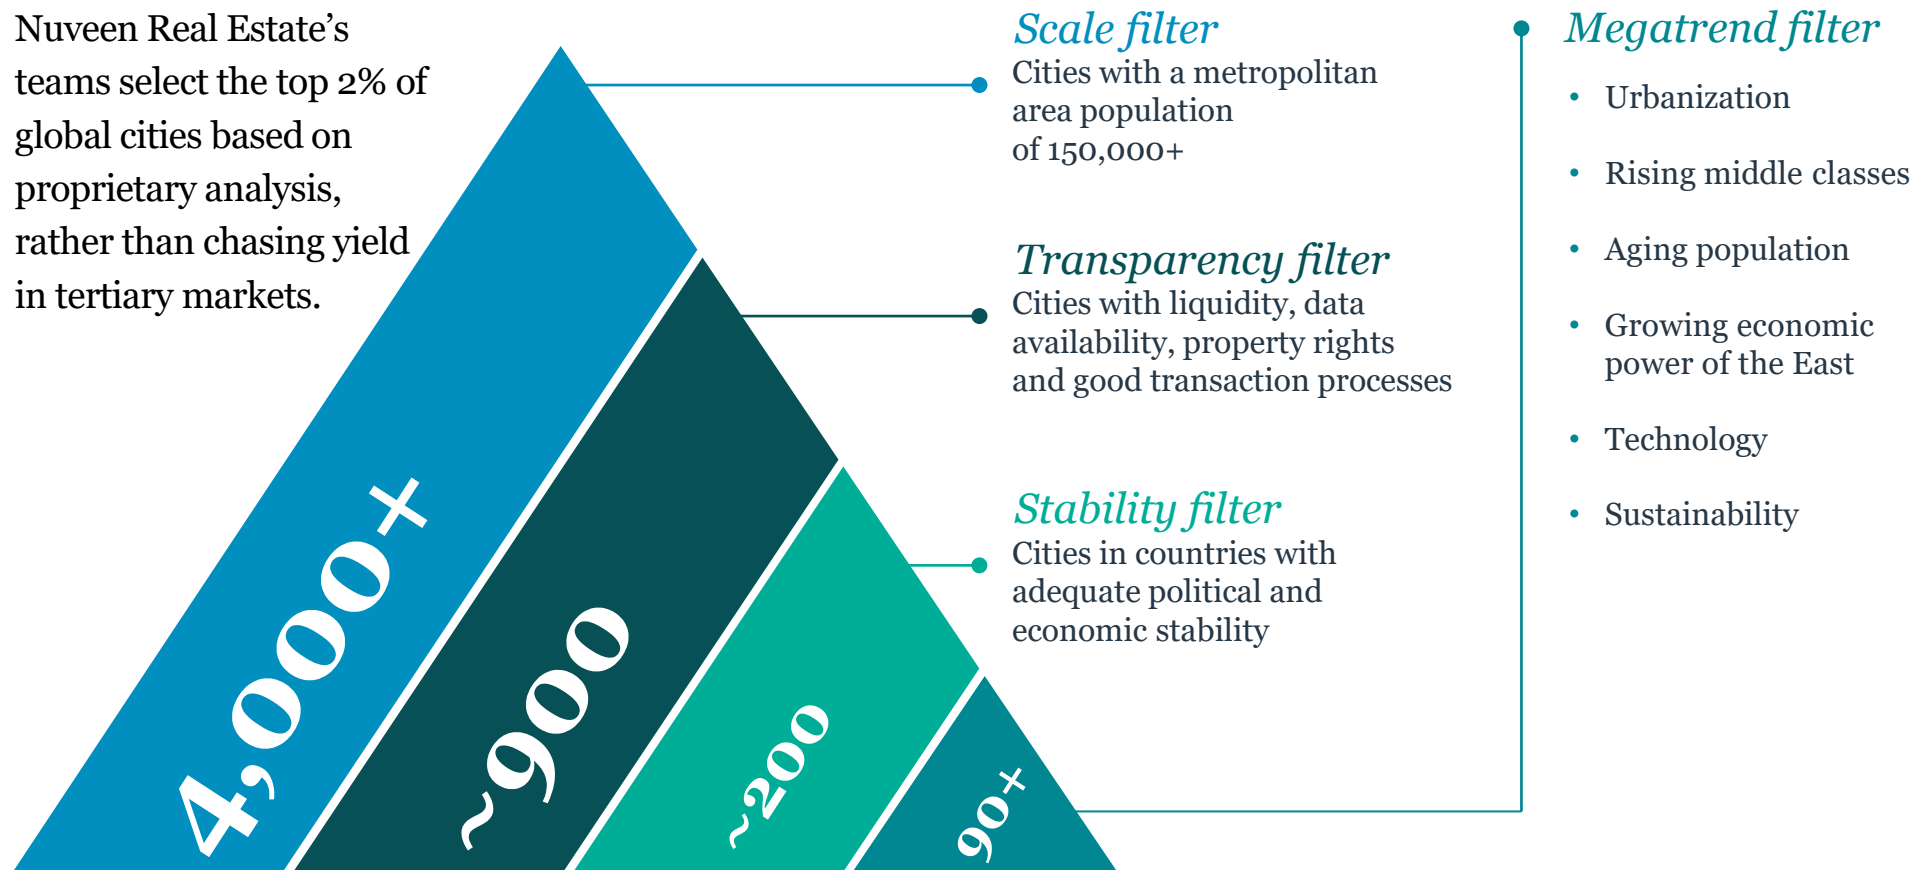 Nuveen Real Estate’s
teams select the top 2% of
global cities based on
proprietary analysis,
rather than chasing yield
in tertiary markets.
4,000+
~900
~200
90+
Scale filter
Cities with a metropolitan
area population
of 150,000+
Transparency filter
Cities with liquidity, data
availability, property rights
and good transaction processes
Stability filter
Cities in countries with
adequate political and
economic stability
Megatrend filter
• Urbanization
• Rising middle classes
• Aging population
• Growing economic
power of the East
• Technology
• Sustainability